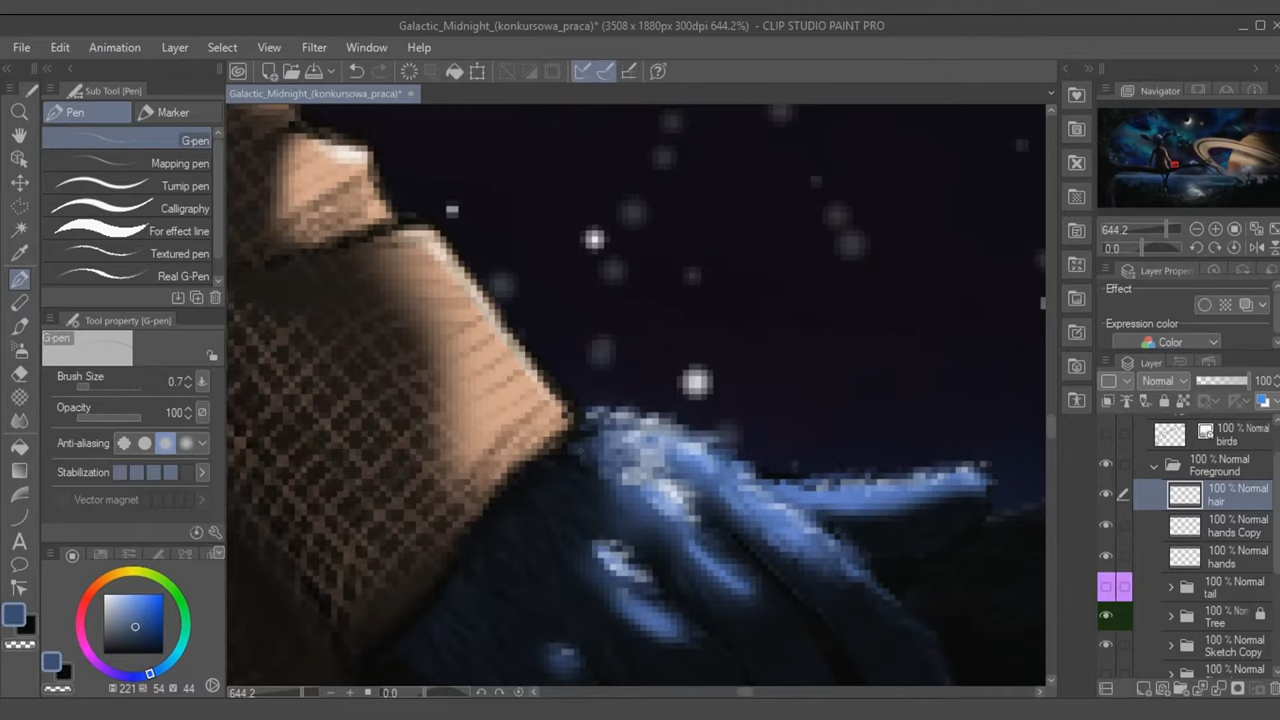 Galactic_Midnight_(konkursowa_praca)* (3508 x 1880px 300dpi 644.2%) - CLIP STUDIO PAINT PRO
File Edit Animation Layer Select View Filter Window Help
Sub Tool [Pen]
Galactic_Midnight_(konkursowa_praca)*
Navigator
Pen
Marker
G-pen
Mapping pen
Turnip pen
Calligraphy
For effect line
Textured pen
Real G-Pen
644.2
0.0
Layer Prope
Effect
Expression color
Color
Tool property [G-pen]
G-pen
Brush Size 0.7
Opacity 100
Anti-aliasing
Stabilization
Vector magnet
Layer
Normal 100
100 % Normal
birds
100 % Normal
Foreground
100 % Normal
hair
100 % Normal
hands Copy
100 % Normal
hands
100 % Normal
tail
100 % Norm
Tree
100 % Normal
Sketch Copy
100 % Normal
H 221 S 54 V 44
644.2
0.0